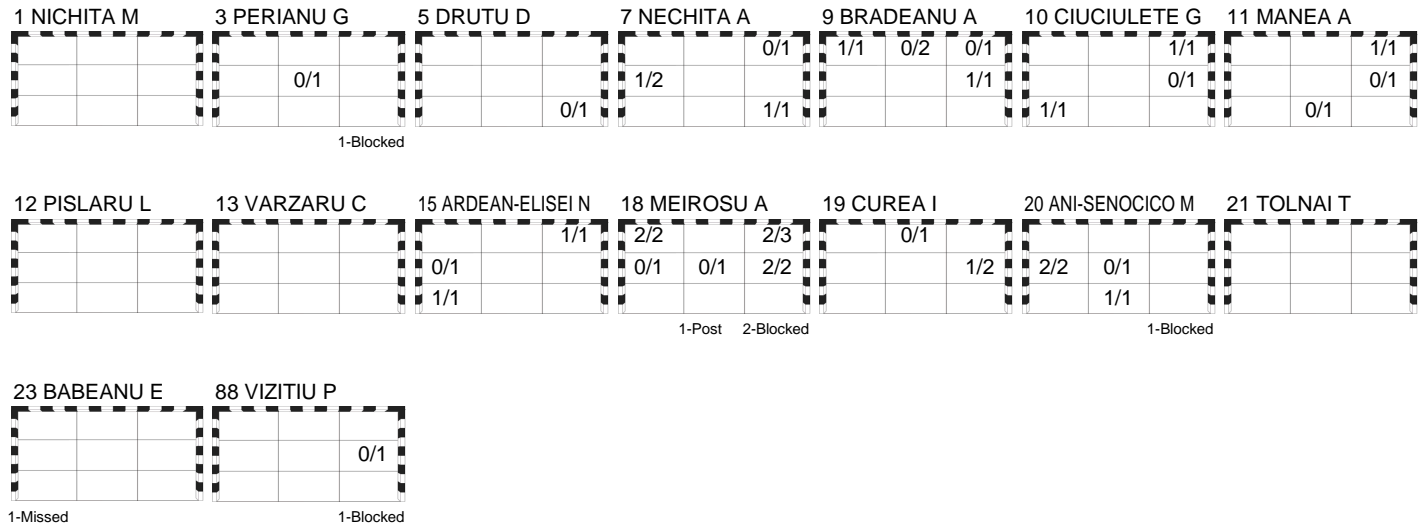 1 NICHITA M 3 PERIANU G 5 DRUTU D 7 NECHITA A 9 BRADEANU A 10 CIUCIULETE G 11 MANEA A
0/1 1/1 0/2 0/1 1/1 1/1
0/1 1/2 1/1 0/1 0/1
0/1 1/1 1/1 0/1
1-Blocked
12 PISLARU L 13 VARZARU C 15 ARDEAN-ELISEI N 18 MEIROSU A 19 CUREA I 20 ANI-SENOCICO M 21 TOLNAI T
1/1 2/2 2/3 0/1
0/1 0/1 0/1 2/2 1/2 2/2 0/1
1/1 1/1
1-Post 2-Blocked 1-Blocked
23 BABEANU E 88 VIZITIU P
0/1
1-Missed 1-Blocked